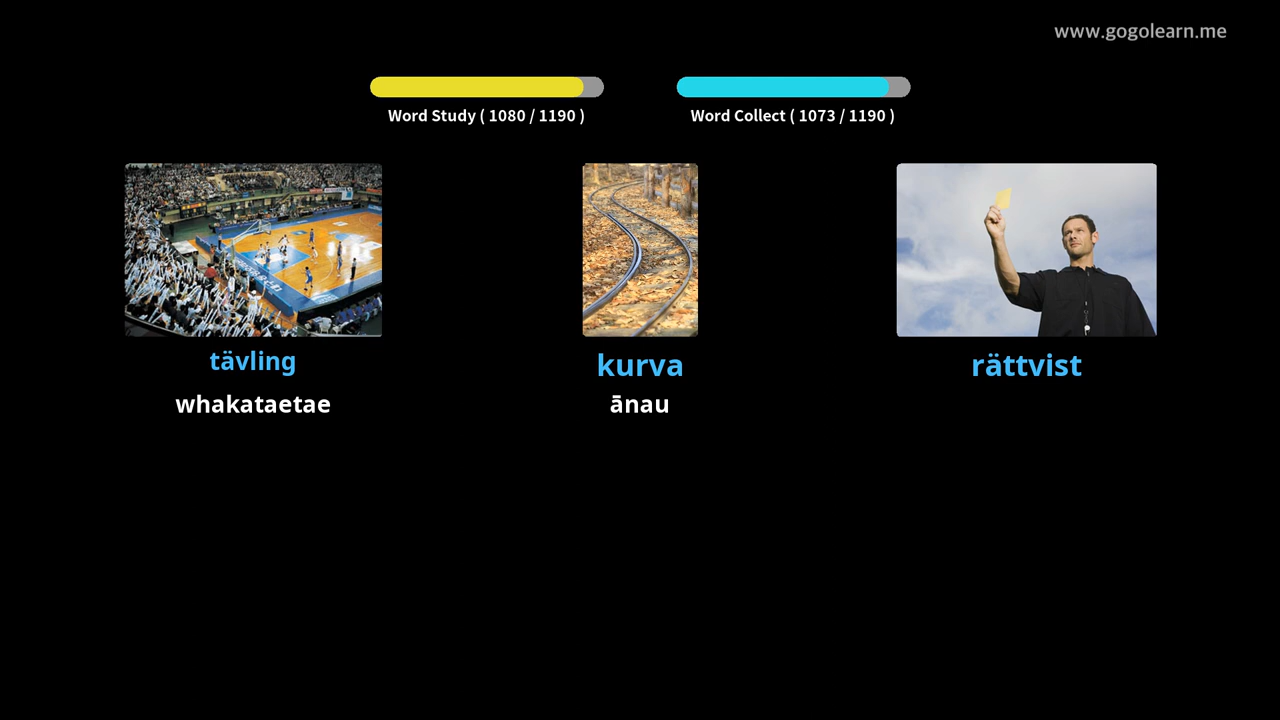 www.gogolearn.me
Word Study ( 1080 / 1190 )
Word Collect ( 1073 / 1190 )
tävling
kurva
rättvist
whakataetae
ānau